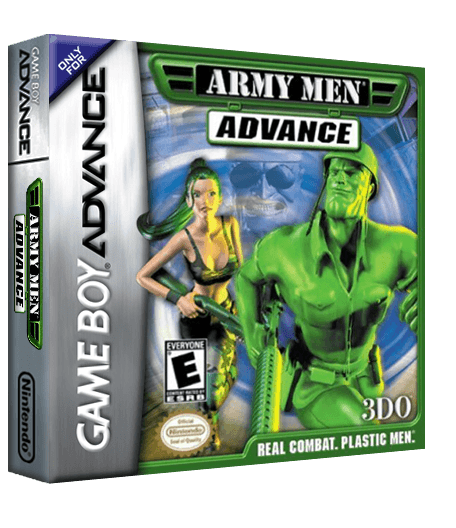 GAME BOY ADVANCE
ARMY MEN
ADVANCE
Nintendo®
ONLY
FOR
GAME BOY ADVANCE
ARMY MEN®
ADVANCE
EVERYONE
E
CONTENT RATED BY
ESRB
Official
Nintendo
Seal of Quality
3DO
REAL COMBAT. PLASTIC MEN.